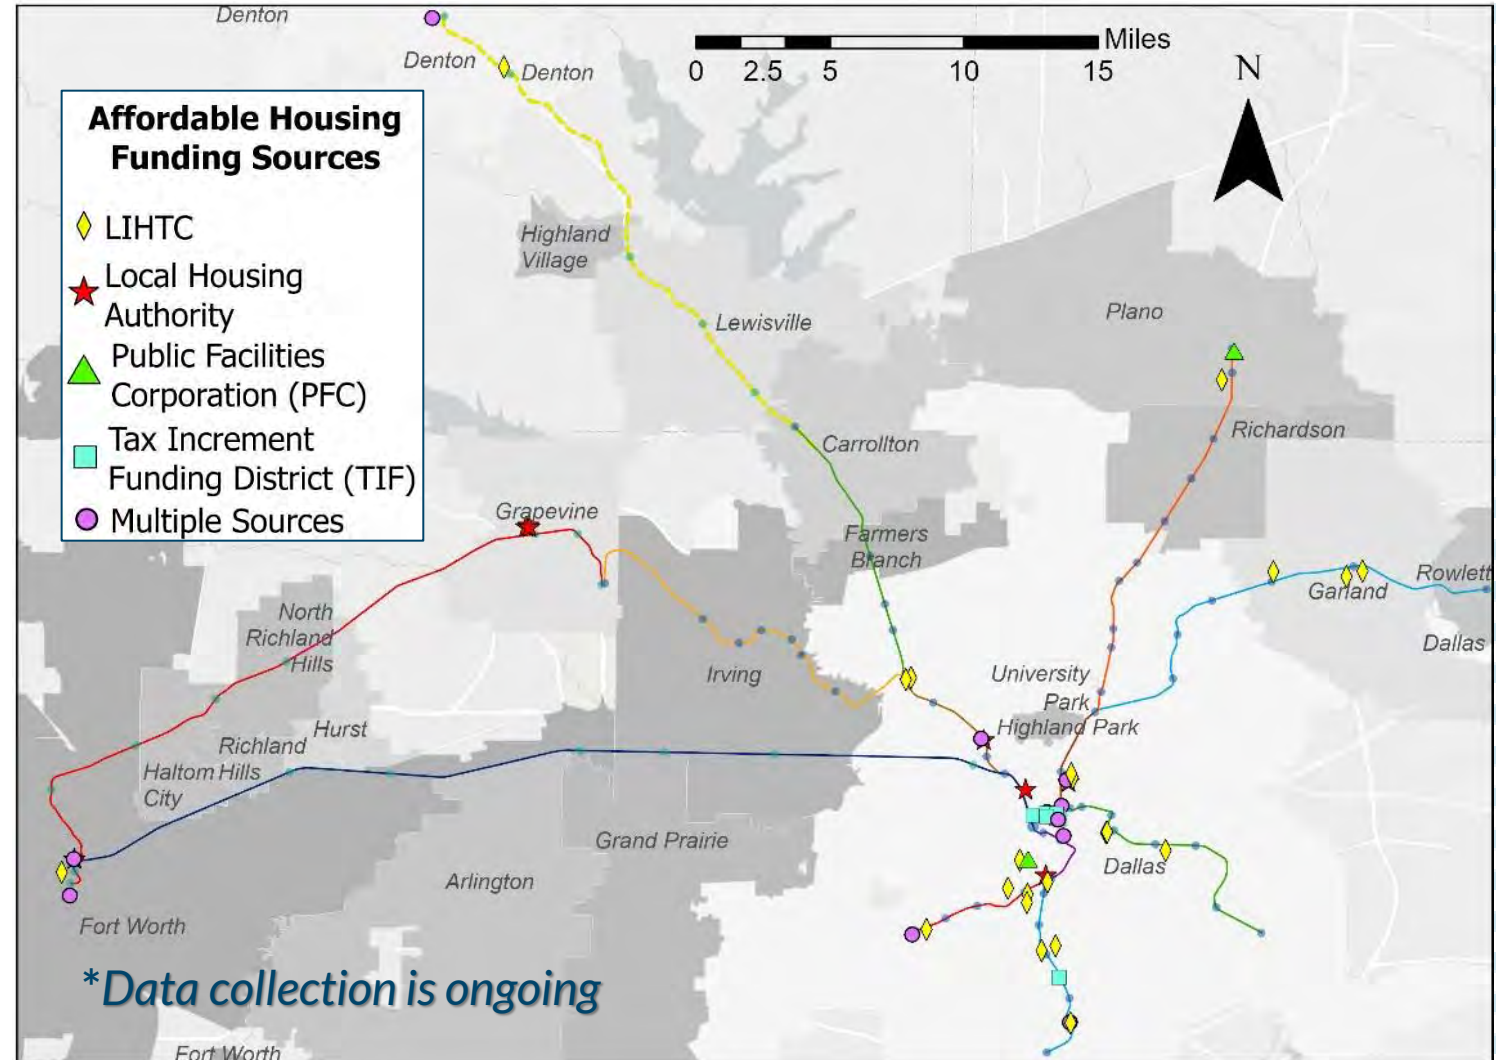 Denton
Miles
0 2.5 5 10 15
N
Denton
Denton
Affordable Housing
Funding Sources
LIHTC
Local Housing
Authority
Public Facilities
Corporation (PFC)
Tax Increment
Funding District (TIF)
Multiple Sources
Highland
Village
Lewisville
Plano
Carrollton
Richardson
Grapevine
Farmers
Branch
Garland
Rowlett
North
Richland
Hills
Dallas
Irving
University
Park
Highland Park
Hurst
Richland
Hills
Haltom
City
Grand Prairie
Arlington
Dallas
Fort Worth
*Data collection is ongoing
Fort Worth